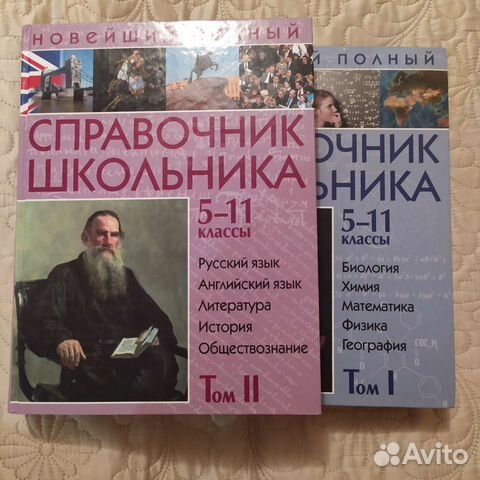 НОВЕЙШИЙ ПОЛНЫЙ
СПРАВОЧНИК
ШКОЛЬНИКА
5–11
КЛАССЫ
Русский язык
Английский язык
Литература
История
Обществознание
Том II
Й ПОЛНЫЙ
ОЧНИК
ЬНИКА
5–11
КЛАССЫ
Биология
Химия
Математика
Физика
География
Том I
Avito